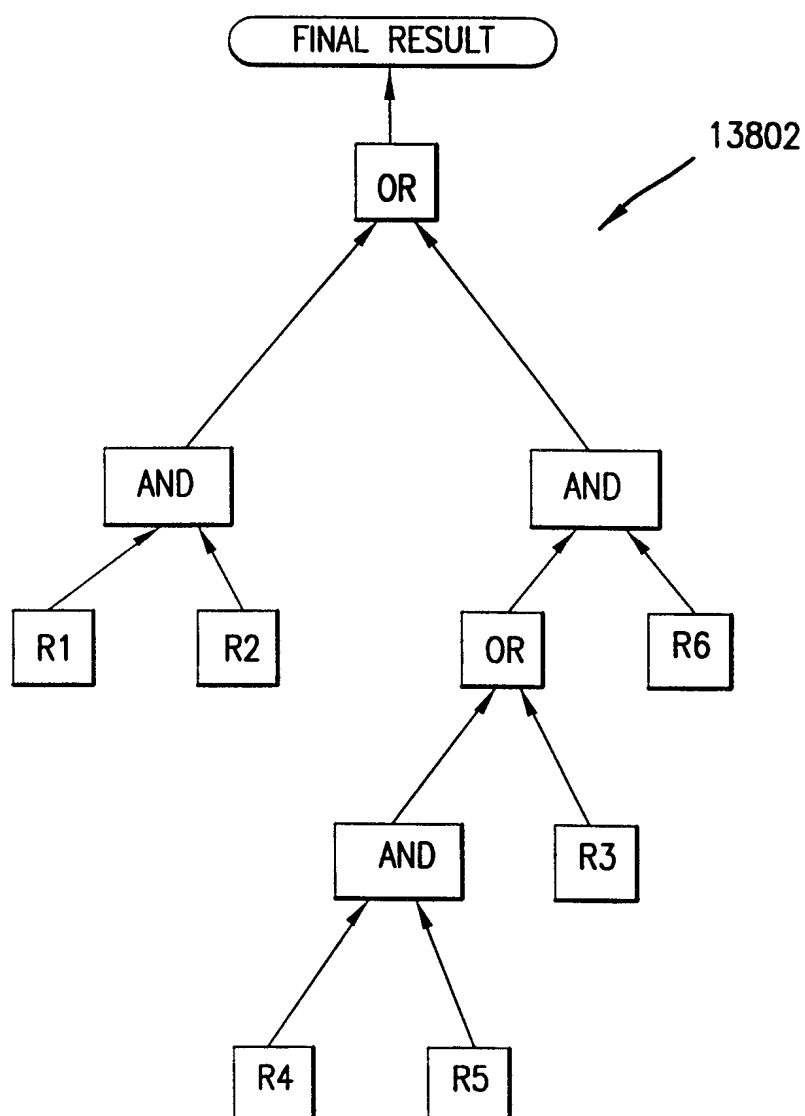 FINAL RESULT
13802
OR
AND
AND
R1
R2
OR
R6
AND
R3
R4
R5